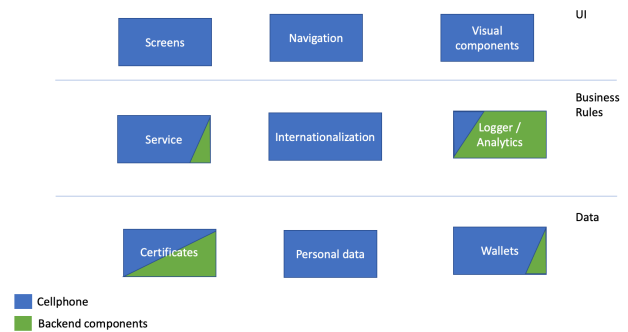 UI
Screens
Navigation
Visual
components
Business
Rules
Service
Internationalization
Logger /
Analytics
Data
Certificates
Personal data
Wallets
Cellphone
Backend components